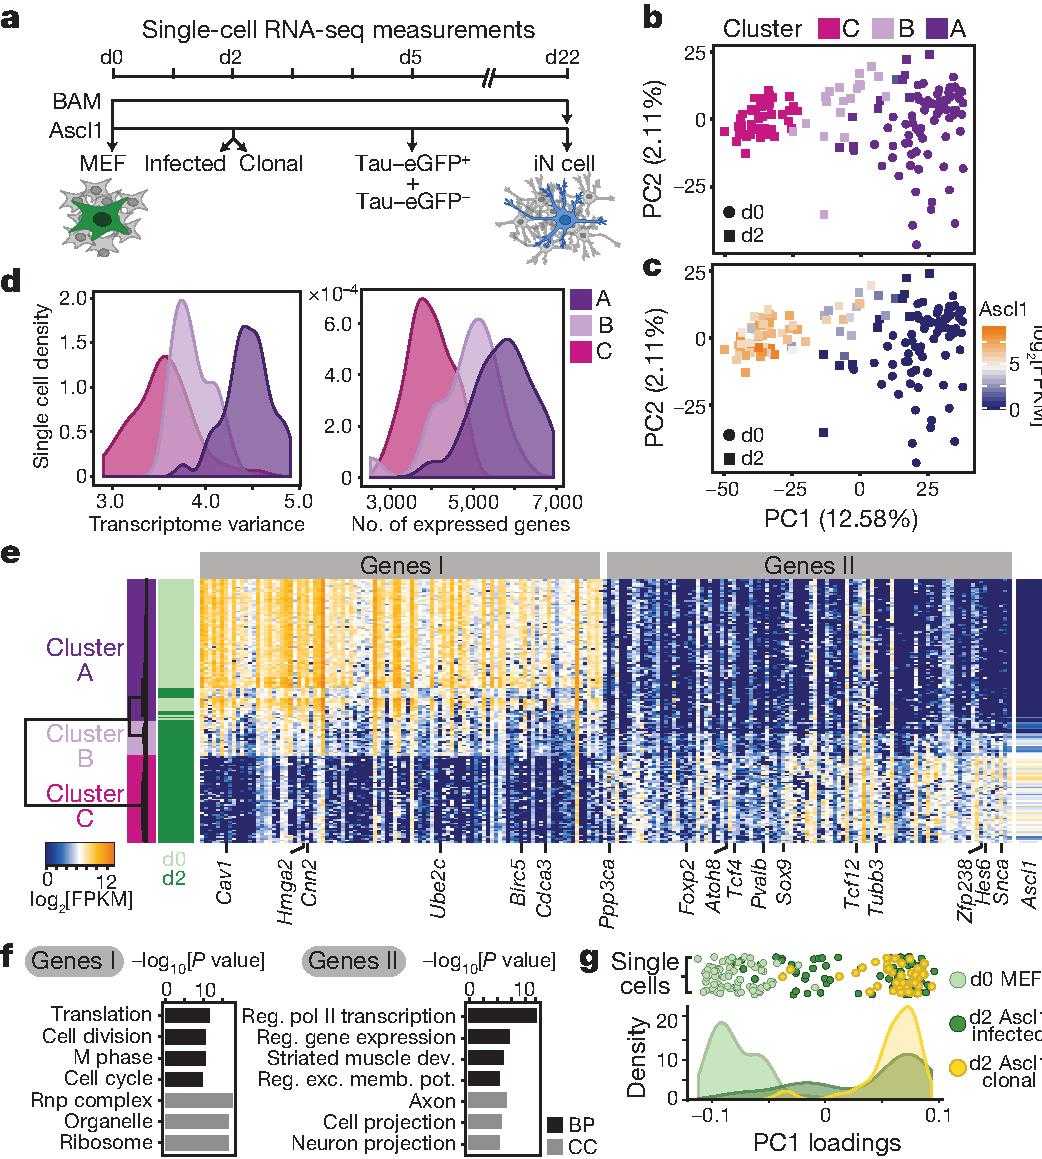 a
Single-cell RNA-seq measurements
d0 d2 d5 d22
BAM
Ascl1
MEF Infected Clonal Tau–eGFP+ iN cell
+
Tau–eGFP−
b
Cluster C B A
25
0
−25
PC2 (2.11%)
d0
d2
c
25
0
−25
PC2 (2.11%)
d0
d2
−50 −25 0 25
PC1 (12.58%)
Ascl1
log2[FPKM]
5
0
d
Single cell density
2.0
1.5
1.0
0.5
0
3.0 4.0 5.0
Transcriptome variance
×10−4
6.0
4.0
2.0
0
3,000 5,000 7,000
No. of expressed genes
A
B
C
e
Genes I Genes II
Cluster
A
Cluster
B
Cluster
C
d0
d2
0 12
log2[FPKM]
Cav1 Hmga2 Cnn2 Ube2c Birc5 Cdca3 Ppp3ca Foxp2 Atoh8 Tcf4 Pvalb Sox9 Tcf12 Tubb3 Zfp238 Hes6 Snca Ascl1
f
Genes I −log10[P value]
0 10
Translation
Cell division
M phase
Cell cycle
Rnp complex
Organelle
Ribosome
Genes II −log10[P value]
0 5 10
Reg. pol II transcription
Reg. gene expression
Striated muscle dev.
Reg. exc. memb. pot.
Axon
Cell projection
Neuron projection
BP
CC
g
Single
cells
Density
20
10
0
−0.1 0 0.1
PC1 loadings
d0 MEF
d2 Ascl1
infected
d2 Ascl1
clonal